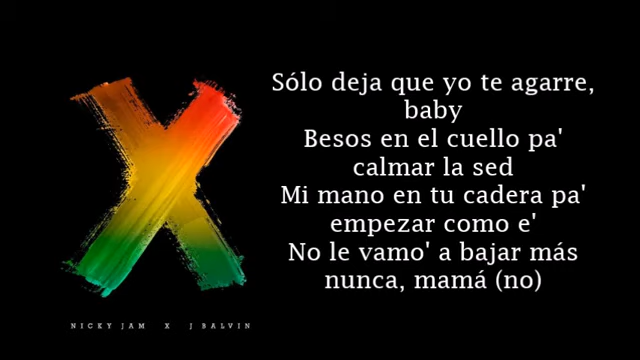 Sólo deja que yo te agarre,
baby
Besos en el cuello pa'
calmar la sed
Mi mano en tu cadera pa'
empezar como e'
No le vamo' a bajar más
nunca, mamá (no)
NICKY JAM X J BALVIN